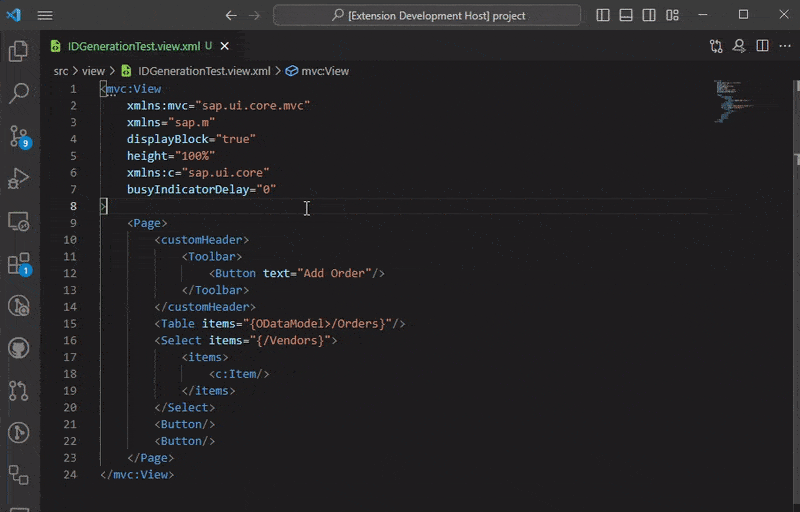 [Extension Development Host] project
IDGenerationTest.view.xml U
src > view > IDGenerationTest.view.xml > mvc:View
1 <mvc:View
2 xmlns:mvc="sap.ui.core.mvc"
3 xmlns="sap.m"
4 displayBlock="true"
5 height="100%"
6 xmlns:c="sap.ui.core"
7 busyIndicatorDelay="0"
8 >
9 <Page>
10 <customHeader>
11 <Toolbar>
12 <Button text="Add Order"/>
13 </Toolbar>
14 </customHeader>
15 <Table items="{ODataModel>/Orders}"/>
16 <Select items="{/Vendors}">
17 <items>
18 <c:Item/>
19 </items>
20 </Select>
21 <Button/>
22 <Button/>
23 </Page>
24 </mvc:View>
9
1